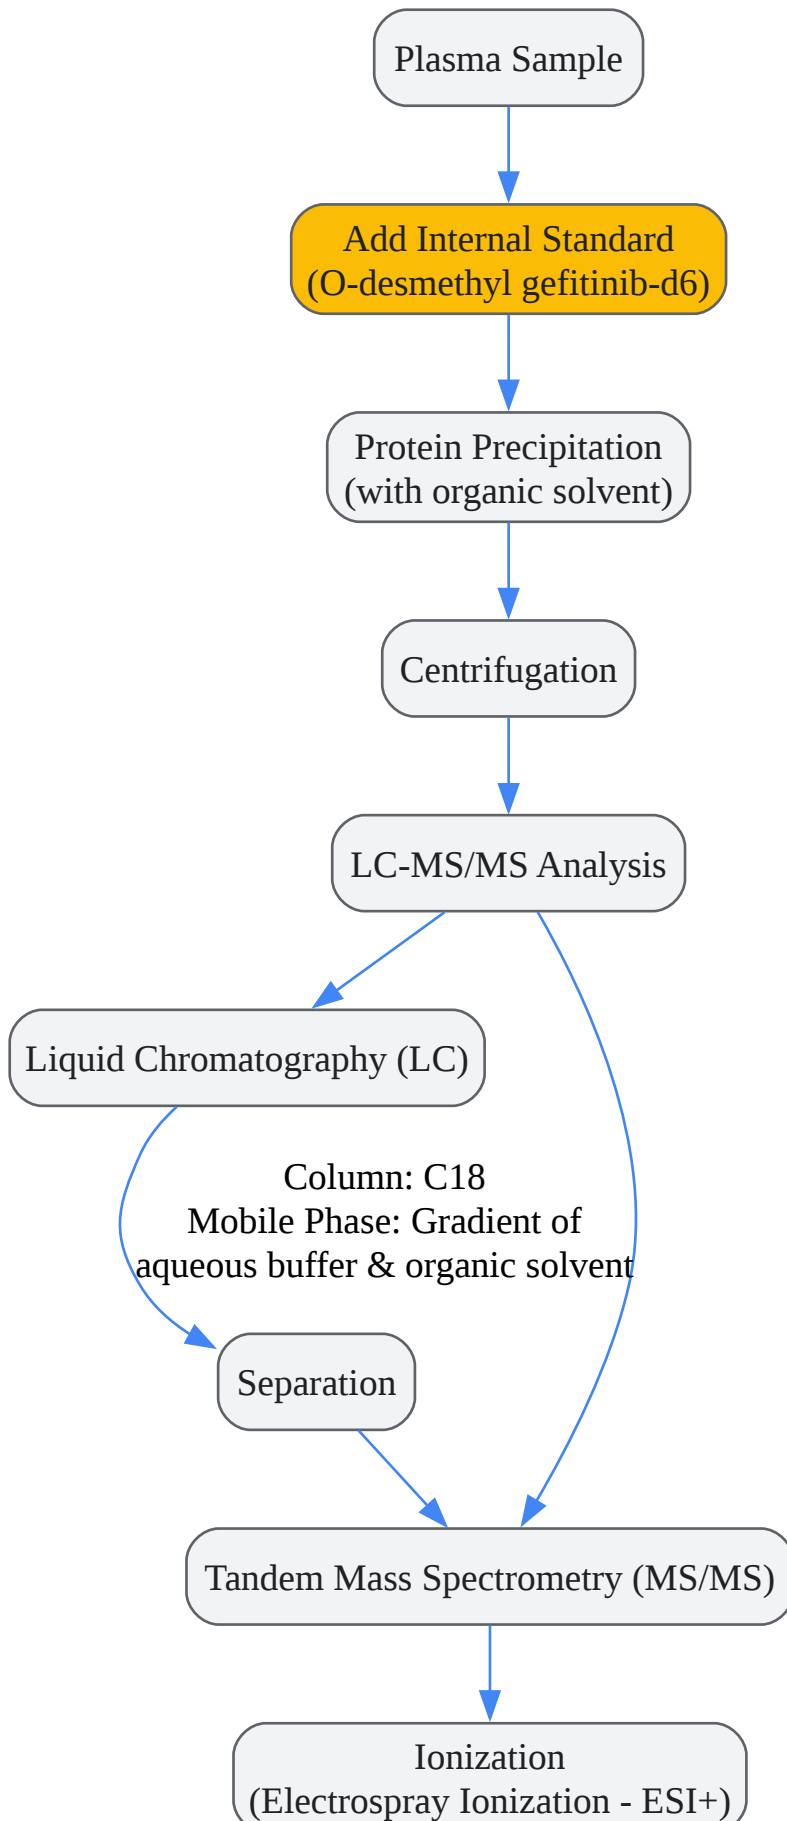 Plasma Sample
Add Internal Standard
(O-desmethyl gefitinib-d6)
Protein Precipitation
(with organic solvent)
Centrifugation
LC-MS/MS Analysis
Liquid Chromatography (LC)
Column: C18
Mobile Phase: Gradient of
aqueous buffer & organic solvent
Separation
Tandem Mass Spectrometry (MS/MS)
Ionization
(Electrospray Ionization - ESI+)